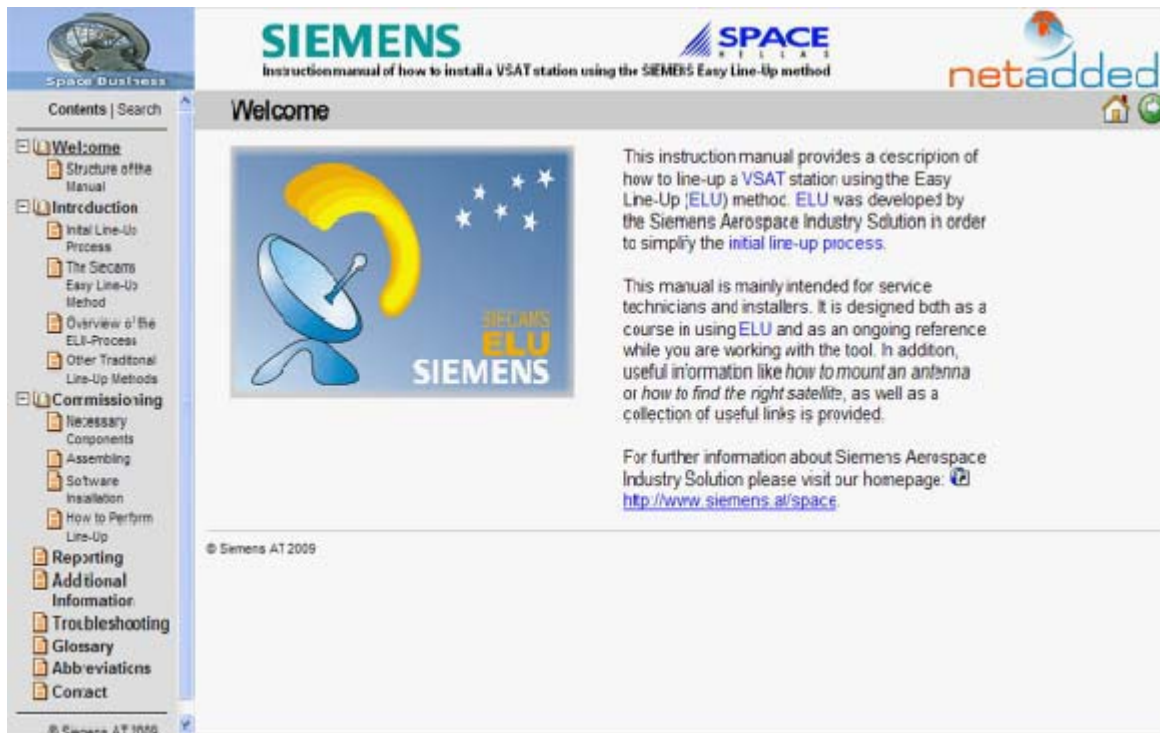 Space Business
SIEMENS
SPACE
HELLAS
Instruction manual of how to install a VSAT station using the SIEMENS Easy Line-Up method
netadded
Contents | Search
Welcome
Structure of the
Manual
Introduction
Initial Line-Up
Process
The Siecams
Easy Line-Up
Method
Overview of the
ELU-Process
Other Traditional
Line-Up Methods
Commissioning
Necessary
Components
Assembling
Software
Installation
How to Perform
Line-Up
Reporting
Additional
Information
Troubleshooting
Glossary
Abbreviations
Contact
© Siemens AT 2009
Welcome
SIECAMS
ELU
SIEMENS
This instruction manual provides a description of
how to line-up a VSAT station using the Easy
Line-Up (ELU) method. ELU was developed by
the Siemens Aerospace Industry Solution in order
to simplify the initial line-up process.
This manual is mainly intended for service
technicians and installers. It is designed both as a
course in using ELU and as an ongoing reference
while you are working with the tool. In addition,
useful information like how to mount an antenna
or how to find the right satellite, as well as a
collection of useful links is provided.
For further information about Siemens Aerospace
Industry Solution please visit our homepage:
http://www.siemens.at/space.
© Siemens AT 2009